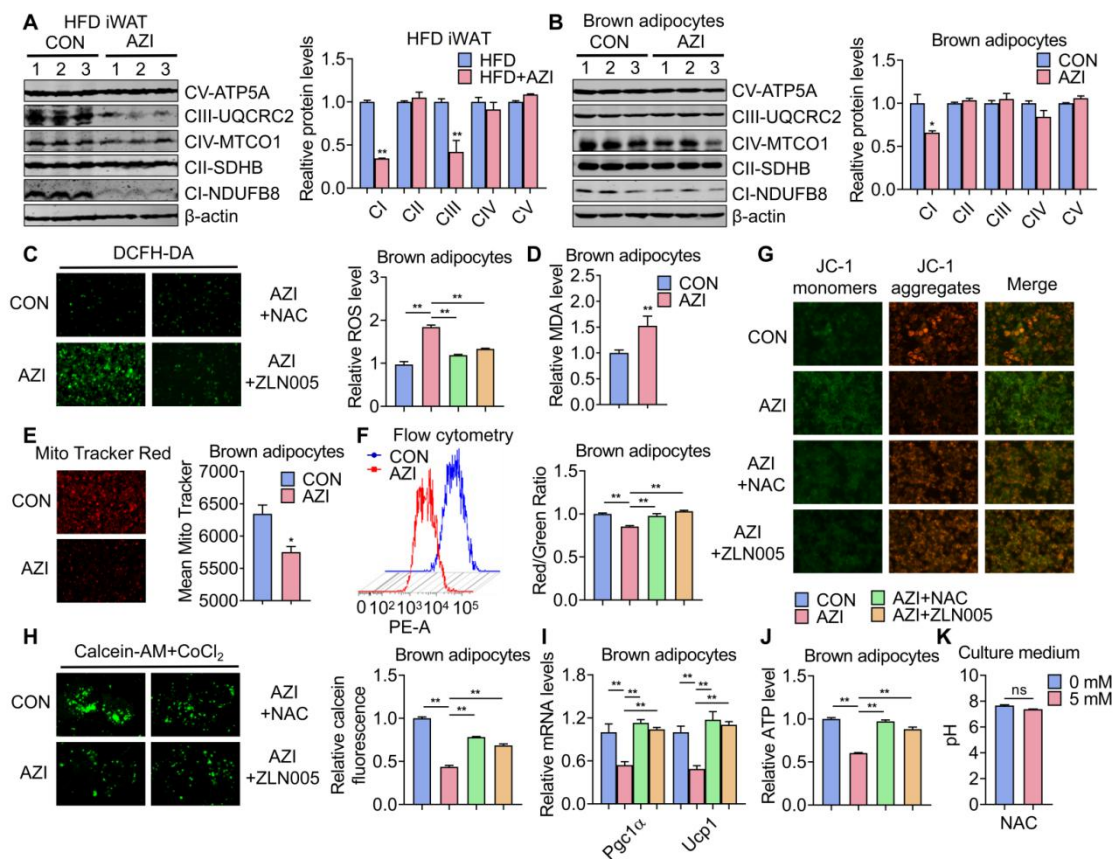 A
HFD iWAT
CON AZI
1 2 3 1 2 3
CV-ATP5A
CIII-UQCRC2
CIV-MTCO1
CII-SDHB
CI-NDUFB8
β-actin
HFD iWAT
HFD
HFD+AZI
Realtive protein levels
1.5
1.0
0.5
0
**
**
CI CII CIII CIV CV
B
Brown adipocytes
CON AZI
1 2 3 1 2 3
CV-ATP5A
CIII-UQCRC2
CIV-MTCO1
CII-SDHB
CI-NDUFB8
β-actin
Brown adipocytes
CON
AZI
Realtive protein levels
1.5
1.0
0.5
0
*
CI CII CIII CIV CV
C
DCFH-DA
CON
AZI
AZI
+NAC
AZI
+ZLN005
Brown adipocytes
Relative ROS level
3
2
1
0
**
** **
D
Brown adipocytes
CON
AZI
Relative MDA level
2.5
2.0
1.5
1.0
0.5
0
**
G
JC-1
monomers
JC-1
aggregates
Merge
CON
AZI
AZI
+NAC
AZI
+ZLN005
E
Mito Tracker Red
CON
AZI
Brown adipocytes
CON
AZI
Mean Mito Tracker
7000
6500
6000
5500
5000
*
F
Flow cytometry
CON
AZI
0 10² 10³ 10⁴ 10⁵
PE-A
Brown adipocytes
Red/Green Ratio
1.5
1.0
0.5
0
**
** **
CON
AZI
AZI+NAC
AZI+ZLN005
H
Calcein-AM+CoCl₂
CON
AZI
AZI
+NAC
AZI
+ZLN005
Brown adipocytes
Relative calcein
fluorescence
1.5
1.0
0.5
0
**
** **
I
Brown adipocytes
Relative mRNA levels
1.8
1.2
0.6
0
** **
**
** **
**
Pgc1α Ucp1
J
Brown adipocytes
Relative ATP level
1.5
1.0
0.5
0
**
** **
K
Culture medium
0 mM
5 mM
pH
10
8
6
4
2
0
ns
NAC